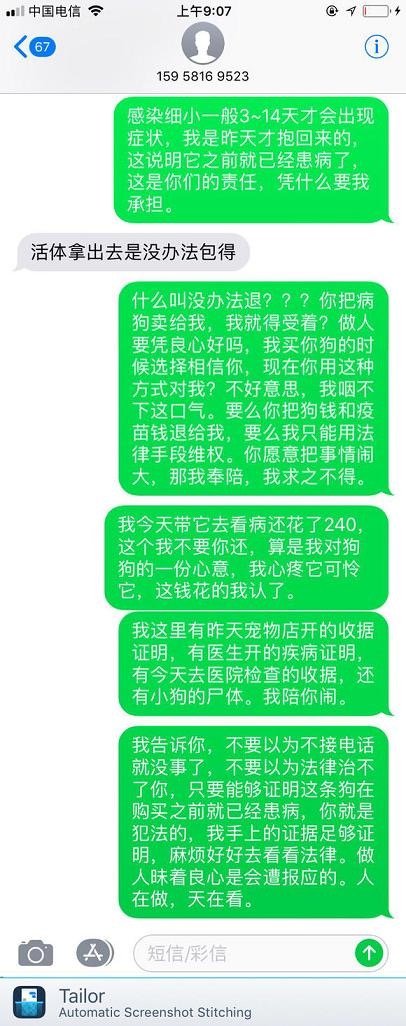 中国电信
上午9:07
67
159 5816 9523
感染细小一般3~14天才会出现
症状，我是昨天才抱回来的，
这说明它之前就已经患病了，
这是你们的责任，凭什么要我
承担。
活体拿出去是没办法包得
什么叫没办法退？？？你把病
狗卖给我，我就得受着？做人
要凭良心好吗，我买你狗的时
候选择相信你，现在你用这种
方式对我？不好意思，我咽不
下这口气。要么你把狗钱和疫
苗钱退给我，要么我只能用法
律手段维权。你愿意把事情闹
大，那我奉陪，我求之不得。
我今天带它去看病还花了240，
这个我不要你还，算是我对狗
狗的一份心意，我心疼它可怜
它，这钱花的我认了。
我这里有昨天宠物店开的收据
证明，有医生开的疾病证明，
有今天去医院检查的收据，还
有小狗的尸体。我陪你闹。
我告诉你，不要以为不接电话
就没事了，不要以为法律治不
了你，只要能够证明这条狗在
购买之前就已经患病，你就是
犯法的，我手上的证据足够证
明，麻烦好好去看看法律。做
人昧着良心是会遭报应的。人
在做，天在看。
短信/彩信
Tailor
Automatic Screenshot Stitching